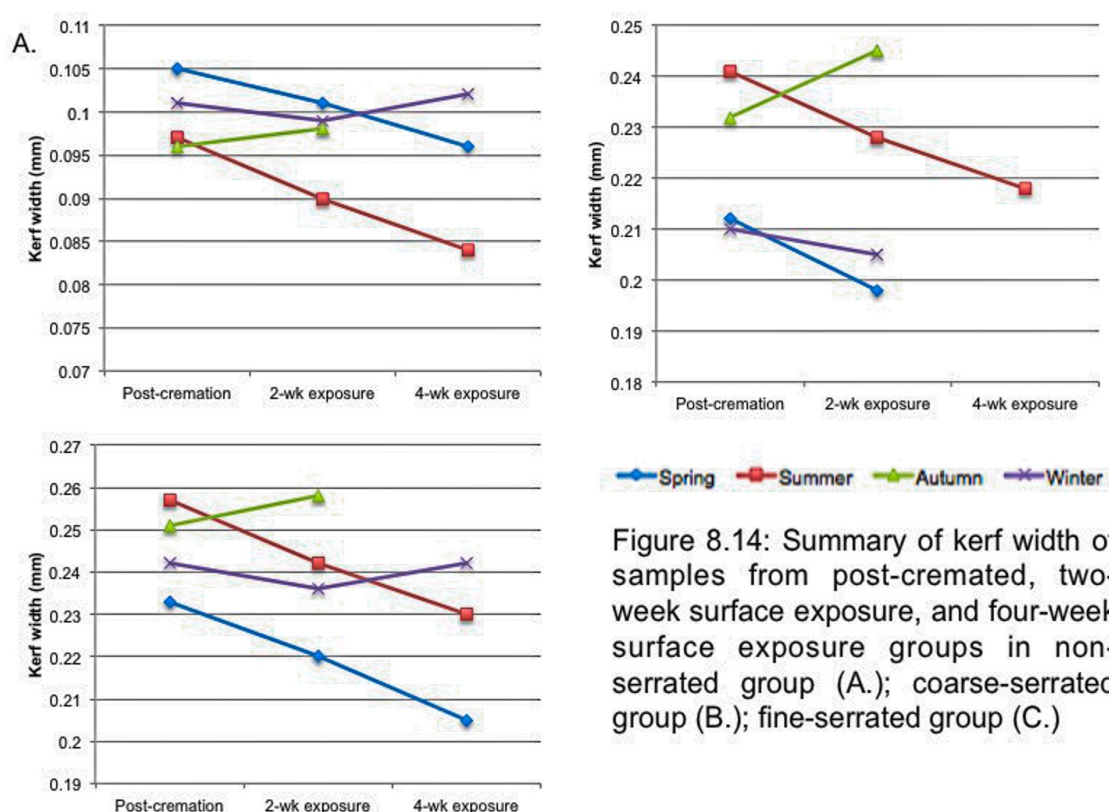 A.
0.11
0.105
0.1
0.095
0.09
0.085
0.08
0.075
0.07
Kerf width (mm)
Post-cremation 2-wk exposure 4-wk exposure
0.25
0.24
0.23
0.22
0.21
0.2
0.19
0.18
Kerf width (mm)
Post-cremation 2-wk exposure 4-wk exposure
0.27
0.26
0.25
0.24
0.23
0.22
0.21
0.2
0.19
Kerf width (mm)
Post-cremation 2-wk exposure 4-wk exposure
Spring Summer Autumn Winter
Figure 8.14: Summary of kerf width of
samples from post-cremated, two-
week surface exposure, and four-week
surface exposure groups in non-
serrated group (A.); coarse-serrated
group (B.); fine-serrated group (C.)